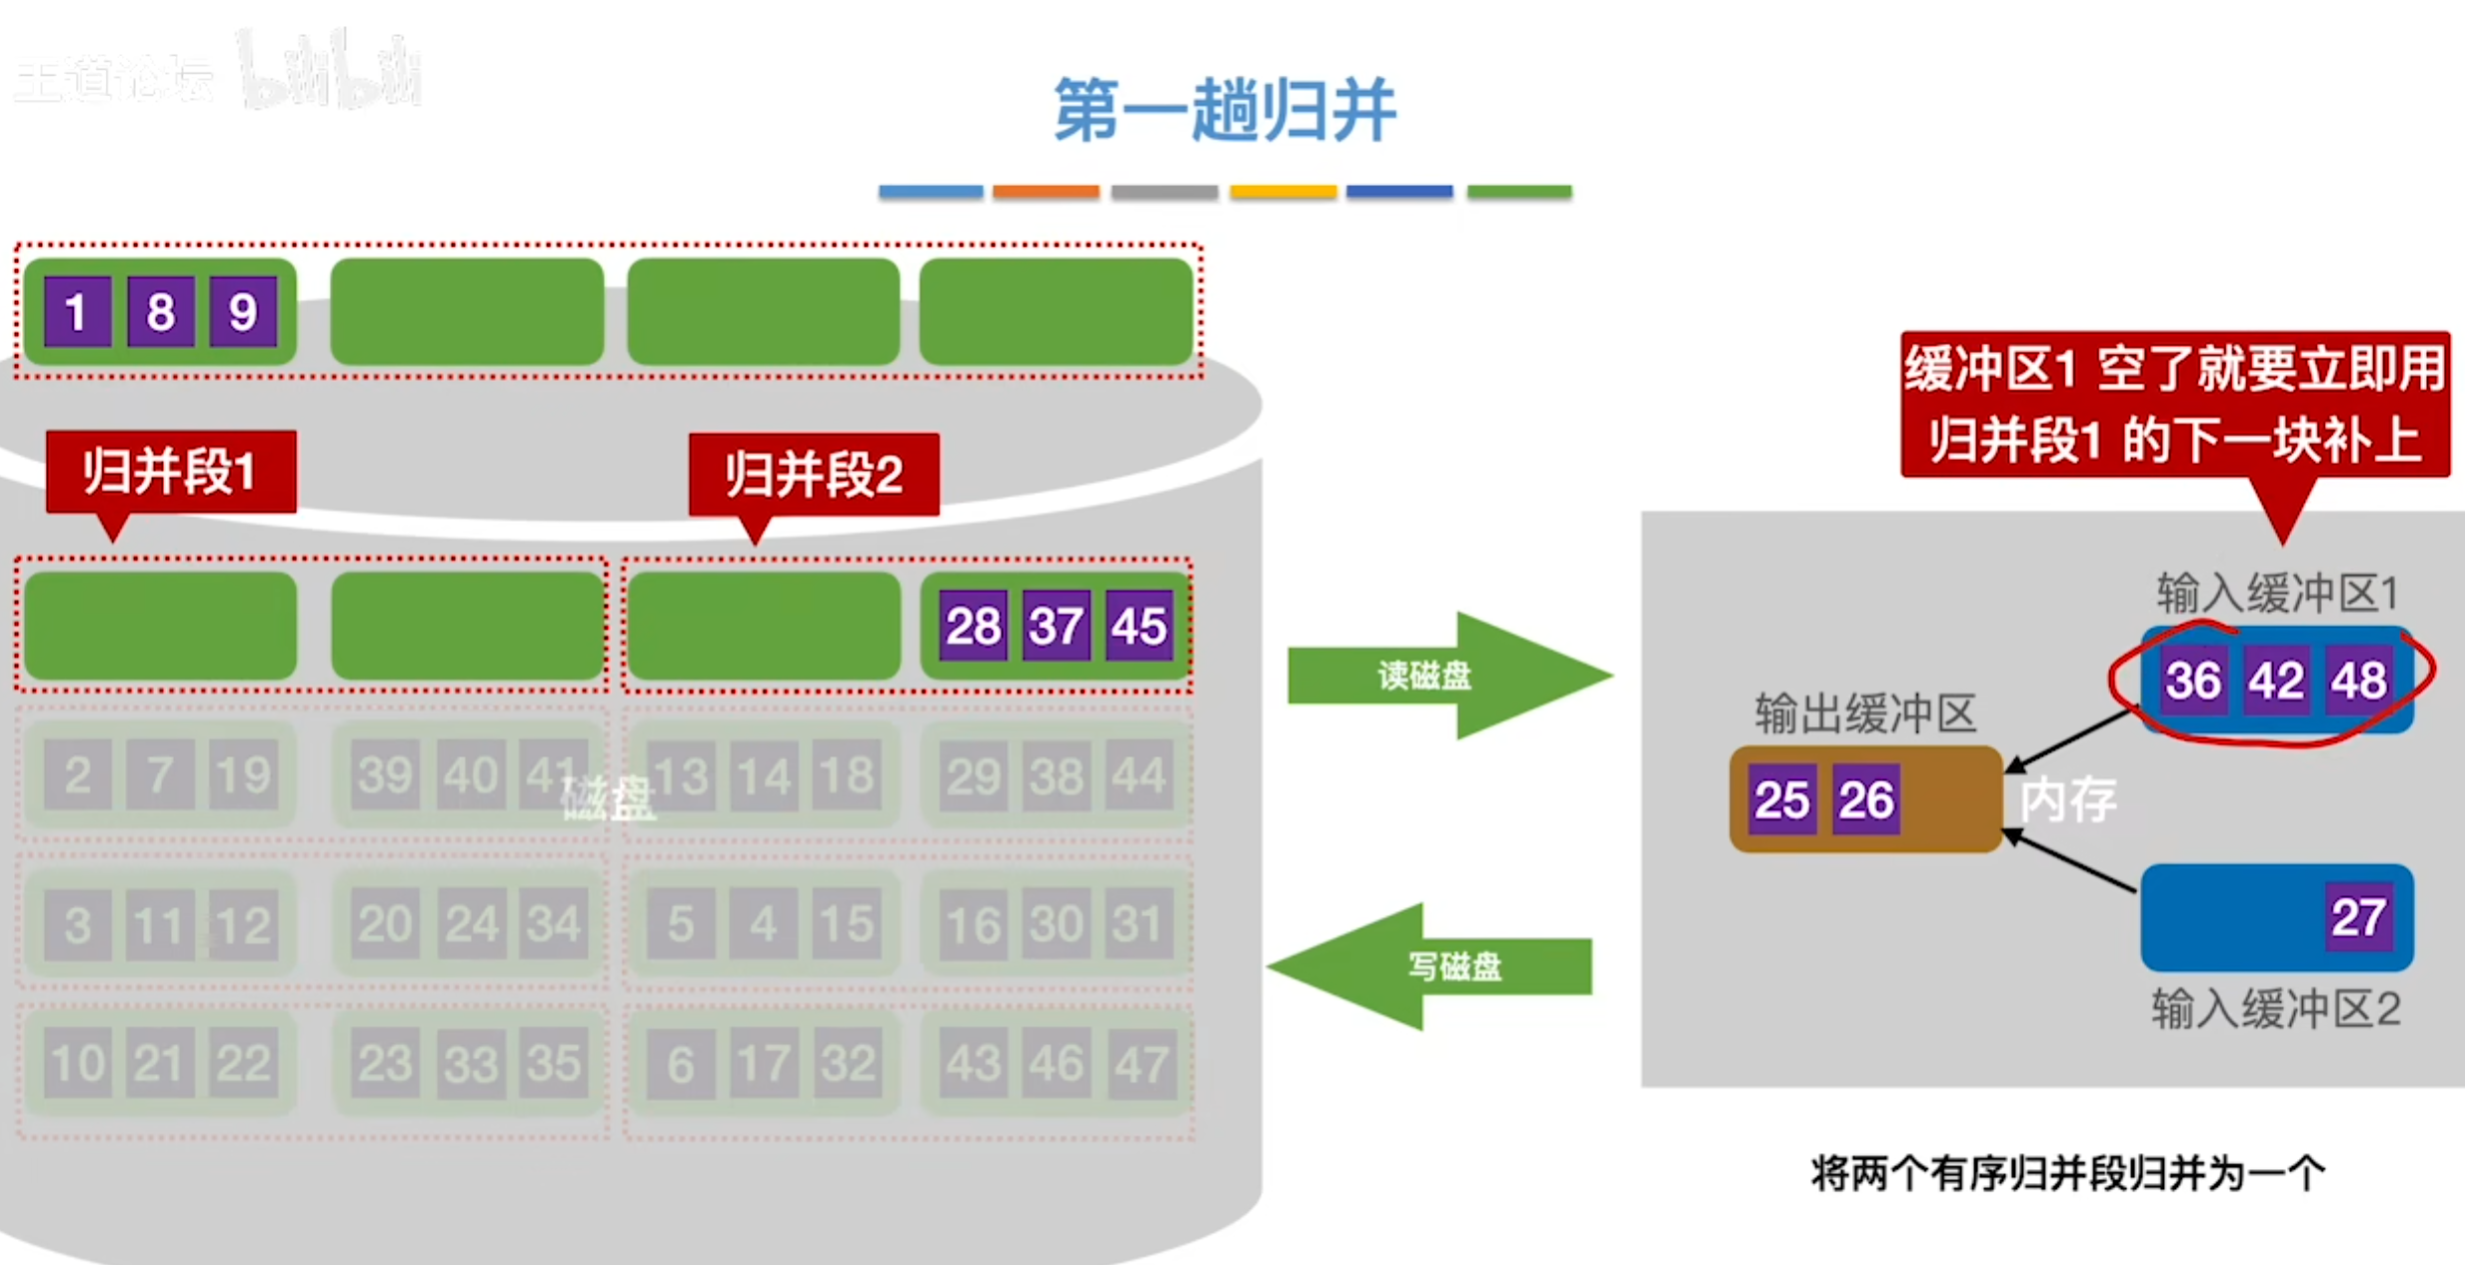 王道论坛 bilibili
第一趟归并
1 8 9
缓冲区1 空了就要立即用
归并段1 的下一块补上
归并段1
归并段2
28 37 45
读磁盘
输入缓冲区1
36 42 48
输出缓冲区
25 26
内存
27
输入缓冲区2
2 7 19 39 40 41 13 14 18 29 38 44
磁盘
3 11 12 20 24 34 5 4 15 16 30 31
写磁盘
10 21 22 23 33 35 6 17 32 43 46 47
将两个有序归并段归并为一个